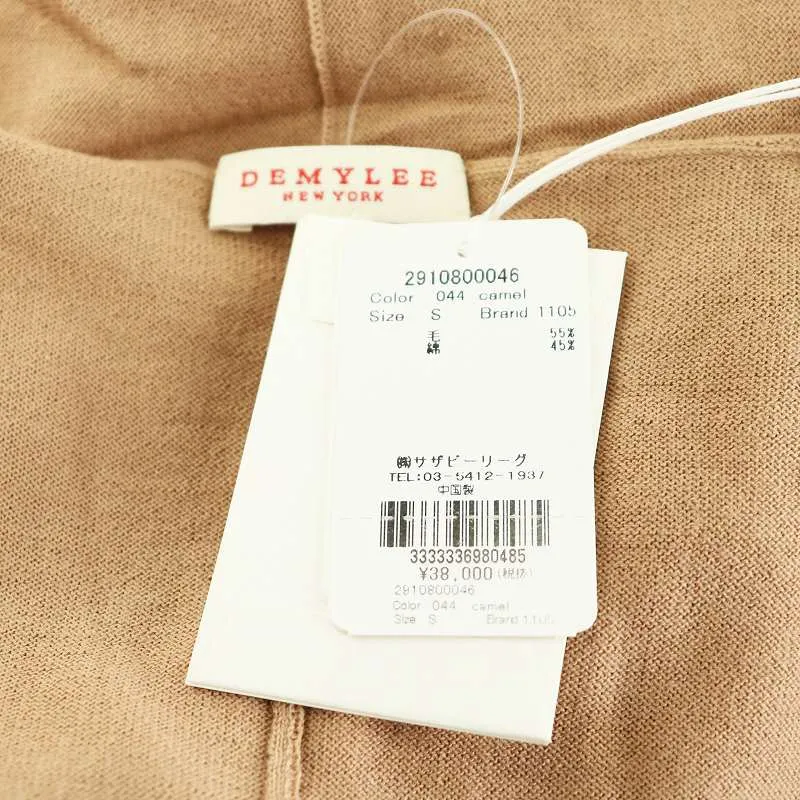 DEMYLEE
NEW YORK
2910800046
Color 044 camel
Size S Brand 1105
毛 55%
綿 45%
㈱サザビーリーグ
TEL:03-5412-1937
中国製
3333336980485
¥38,000(税抜)
2910800046
Color 044 camel
Size S Brand 1105